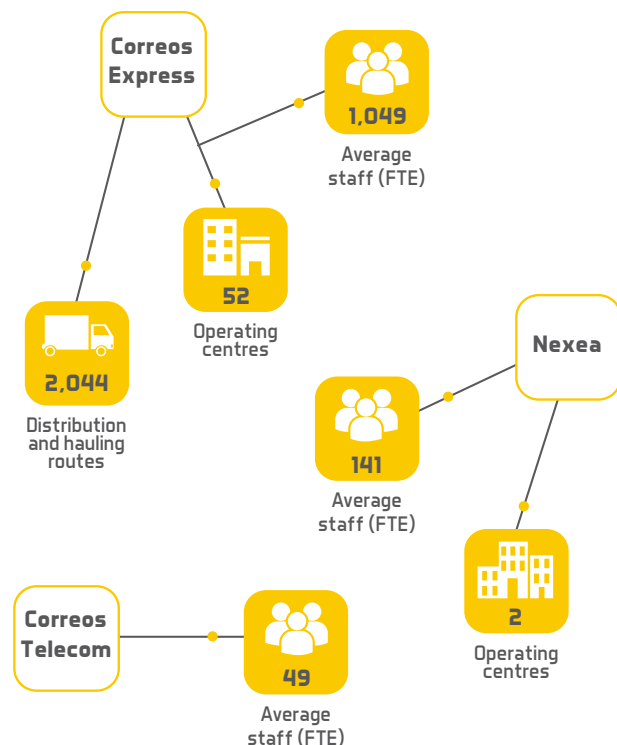 Correos
Express
1,049
Average
staff (FTE)
52
Operating
centres
2,044
Distribution
and hauling
routes
Nexea
141
Average
staff (FTE)
2
Operating
centres
Correos
Telecom
49
Average
staff (FTE)